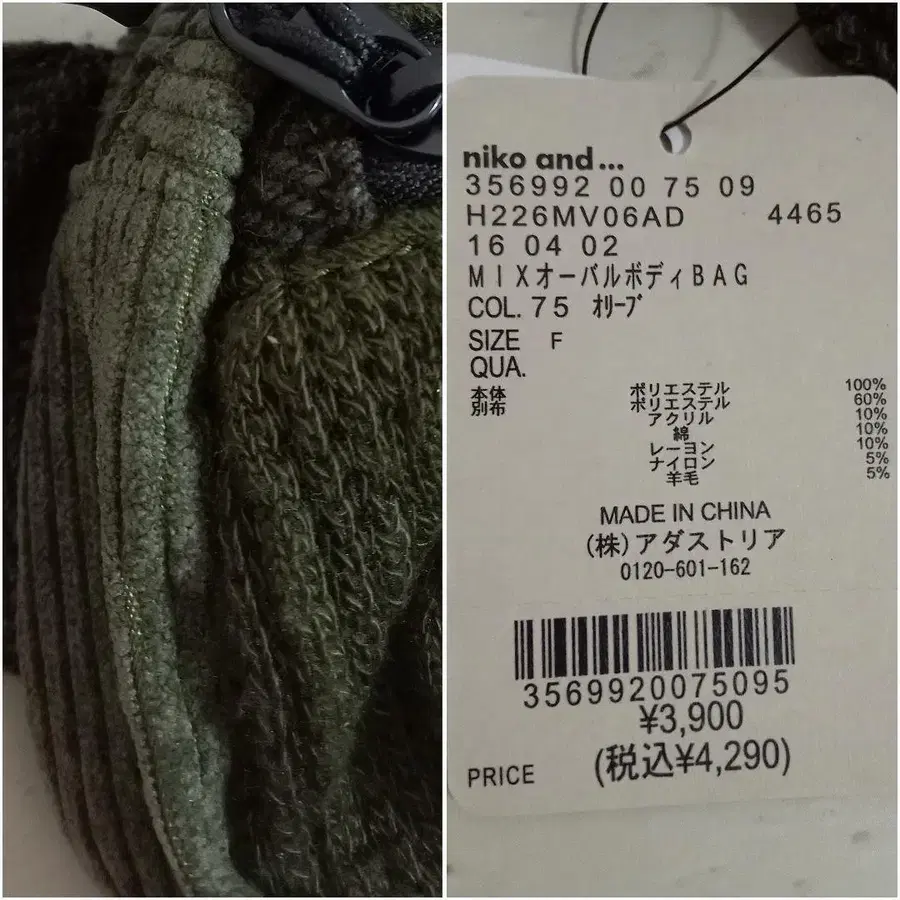 niko and...
356992 00 75 09
H226MV06AD 4465
16 04 02
MIXオーバルボディBAG
COL. 75 オリーブ
SIZE F
QUA.
本体 ポリエステル 100%
別布 ポリエステル 60%
アクリル 10%
綿 10%
レーヨン 10%
ナイロン 5%
羊毛 5%
MADE IN CHINA
(株)アダストリア
0120-601-162
3569920075095
¥3,900
PRICE (税込¥4,290)